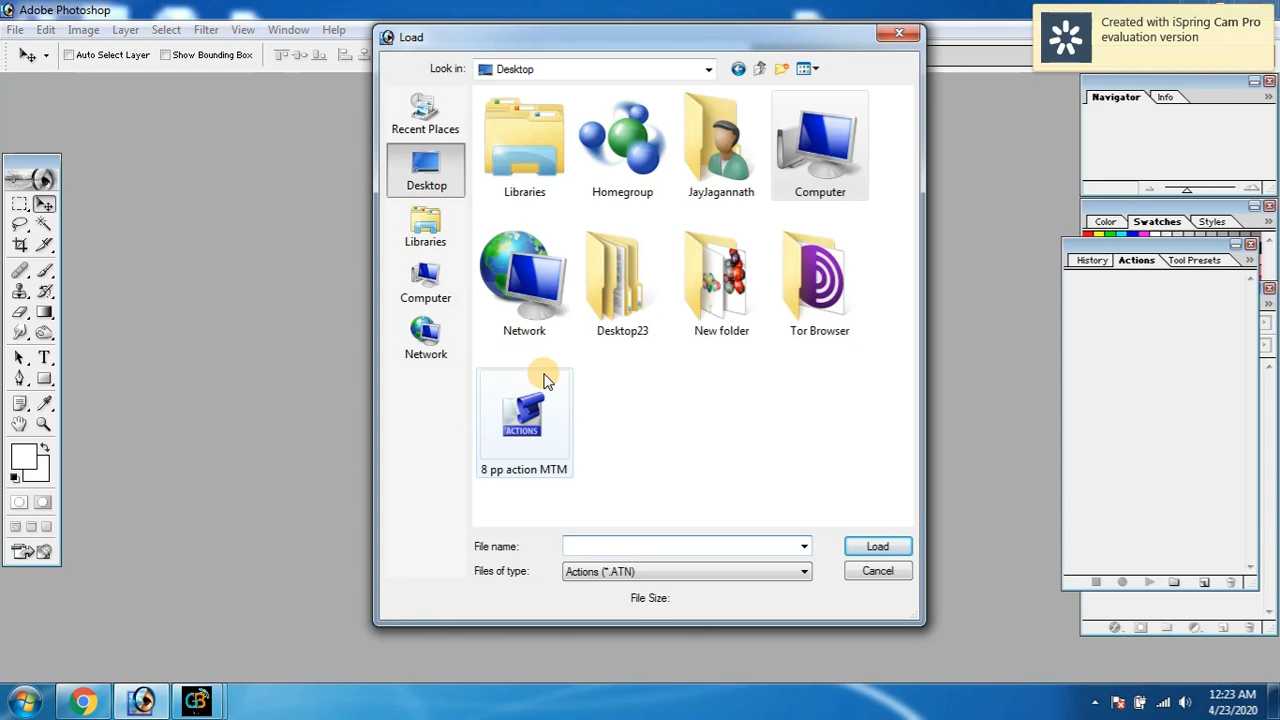 Adobe Photoshop
File Edit Image Layer Select Filter View Window Help
Auto Select Layer Show Bounding Box
Created with iSpring Cam Pro
evaluation version
Load
Look in: Desktop
Recent Places
Desktop
Libraries
Computer
Network
Libraries Homegroup JayJagannath Computer
Network Desktop23 New folder Tor Browser
ACTIONS
8 pp action MTM
File name: Load
Files of type: Actions (*.ATN) Cancel
File Size:
Navigator Info
Color Swatches Styles
History Actions Tool Presets
12:23 AM
4/23/2020